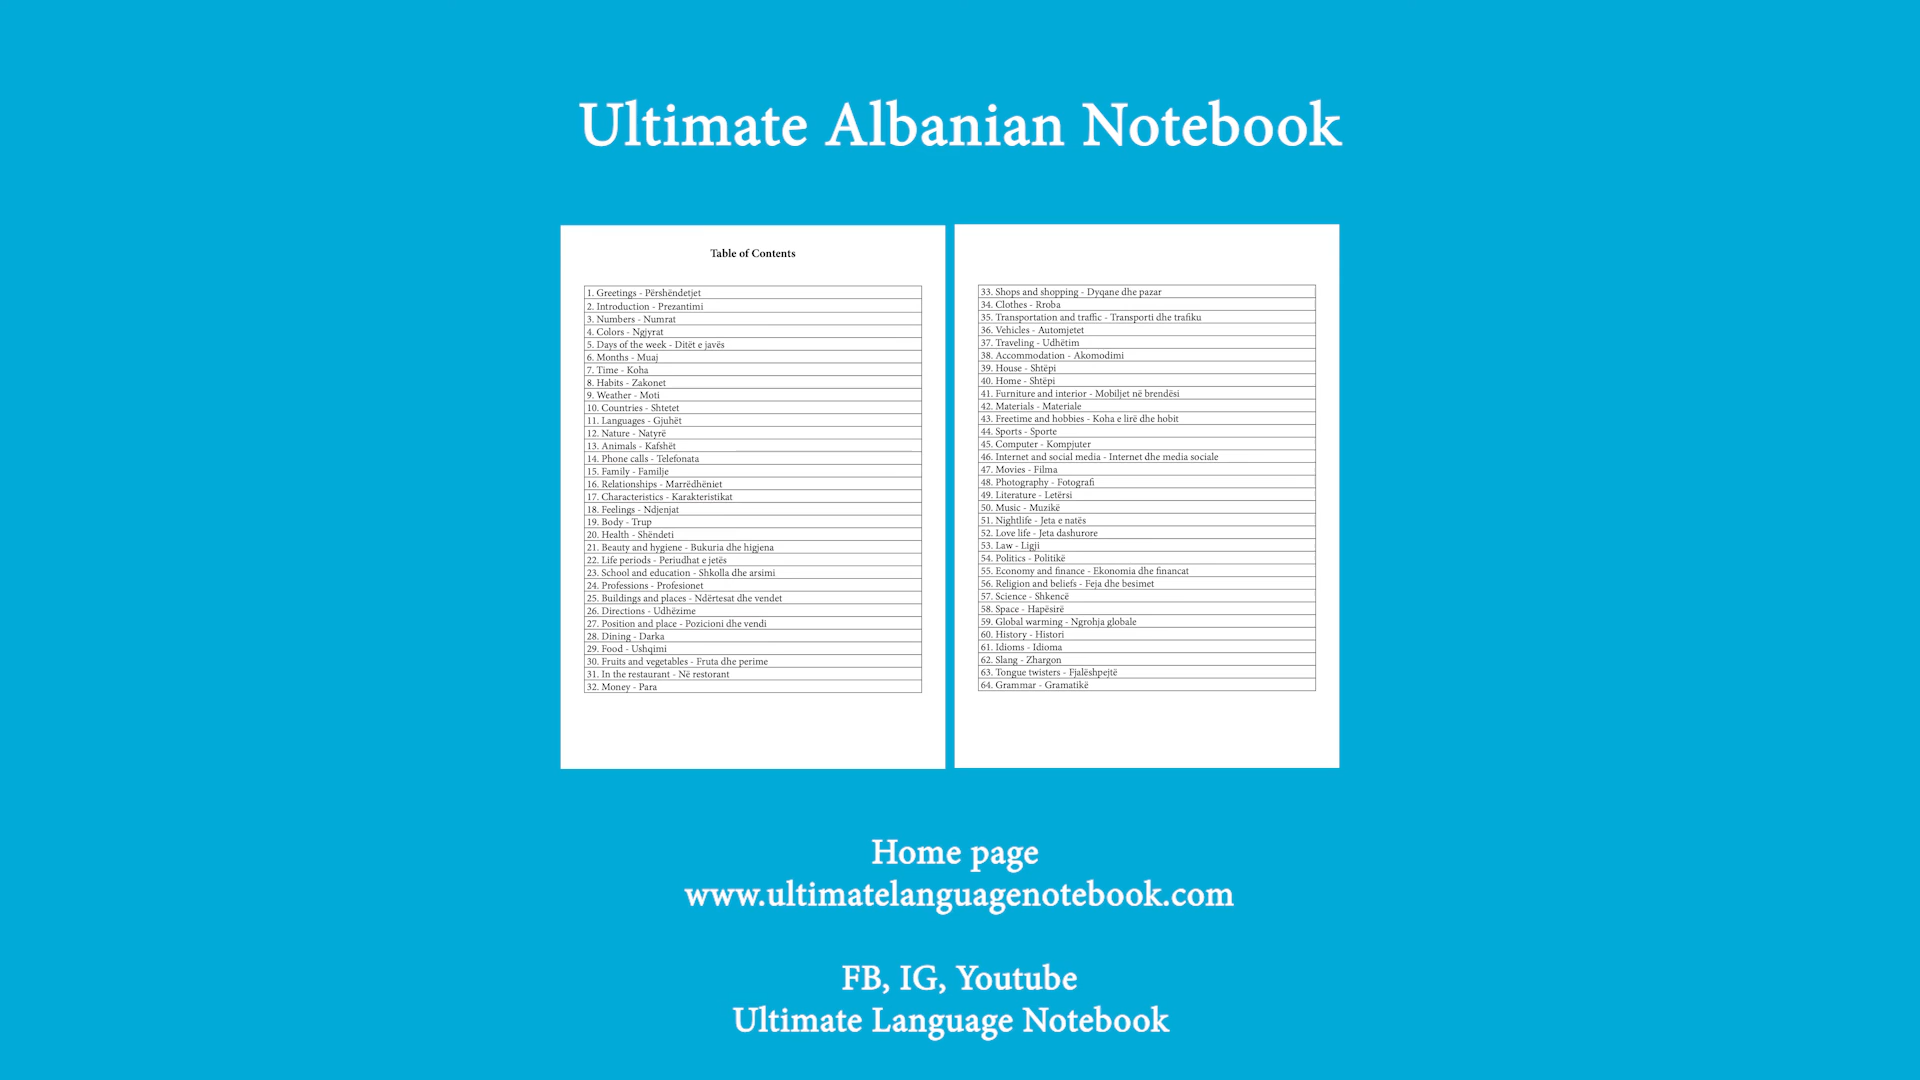 Ultimate Albanian Notebook
Table of Contents
1. Greetings - Përshëndetjet
2. Introduction - Prezantimi
3. Numbers - Numrat
4. Colors - Ngjyrat
5. Days of the week - Ditët e javës
6. Months - Muaj
7. Time - Koha
8. Habits - Zakonet
9. Weather - Moti
10. Countries - Shtetet
11. Languages - Gjuhët
12. Nature - Natyrë
13. Animals - Kafshët
14. Phone calls - Telefonata
15. Family - Familje
16. Relationships - Marrëdhëniet
17. Characteristics - Karakteristikat
18. Feelings - Ndjenjat
19. Body - Trup
20. Health - Shëndeti
21. Beauty and hygiene - Bukuria dhe higjena
22. Life periods - Periudhat e jetës
23. School and education - Shkolla dhe arsimi
24. Professions - Profesionet
25. Buildings and places - Ndërtesat dhe vendet
26. Directions - Udhëzime
27. Position and place - Pozicioni dhe vendi
28. Dining - Darka
29. Food - Ushqimi
30. Fruits and vegetables - Fruta dhe perime
31. In the restaurant - Në restorant
32. Money - Para
33. Shops and shopping - Dyqane dhe pazar
34. Clothes - Rroba
35. Transportation and traffic - Transporti dhe trafiku
36. Vehicles - Automjetet
37. Traveling - Udhëtim
38. Accommodation - Akomodimi
39. House - Shtëpi
40. Home - Shtëpi
41. Furniture and interior - Mobiljet në brendësi
42. Materials - Materiale
43. Freetime and hobbies - Koha e lirë dhe hobit
44. Sports - Sporte
45. Computer - Kompjuter
46. Internet and social media - Internet dhe media sociale
47. Movies - Filma
48. Photography - Fotografi
49. Literature - Letërsi
50. Music - Muzikë
51. Nightlife - Jeta e natës
52. Love life - Jeta dashurore
53. Law - Ligji
54. Politics - Politikë
55. Economy and finance - Ekonomia dhe financat
56. Religion and beliefs - Feja dhe besimet
57. Science - Shkencë
58. Space - Hapësirë
59. Global warming - Ngrohja globale
60. History - Histori
61. Idioms - Idioma
62. Slang - Zhargon
63. Tongue twisters - Fjalëshpejtë
64. Grammar - Gramatikë
Home page
www.ultimatelanguagenotebook.com
FB, IG, Youtube
Ultimate Language Notebook